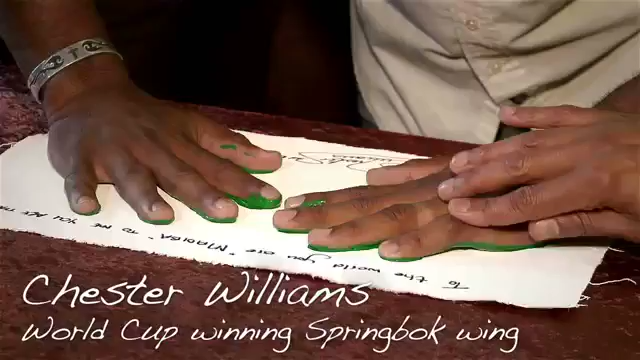 To the world you are "MADIBA" TO ME YOU ARE
Chester Williams
World Cup winning Springbok wing